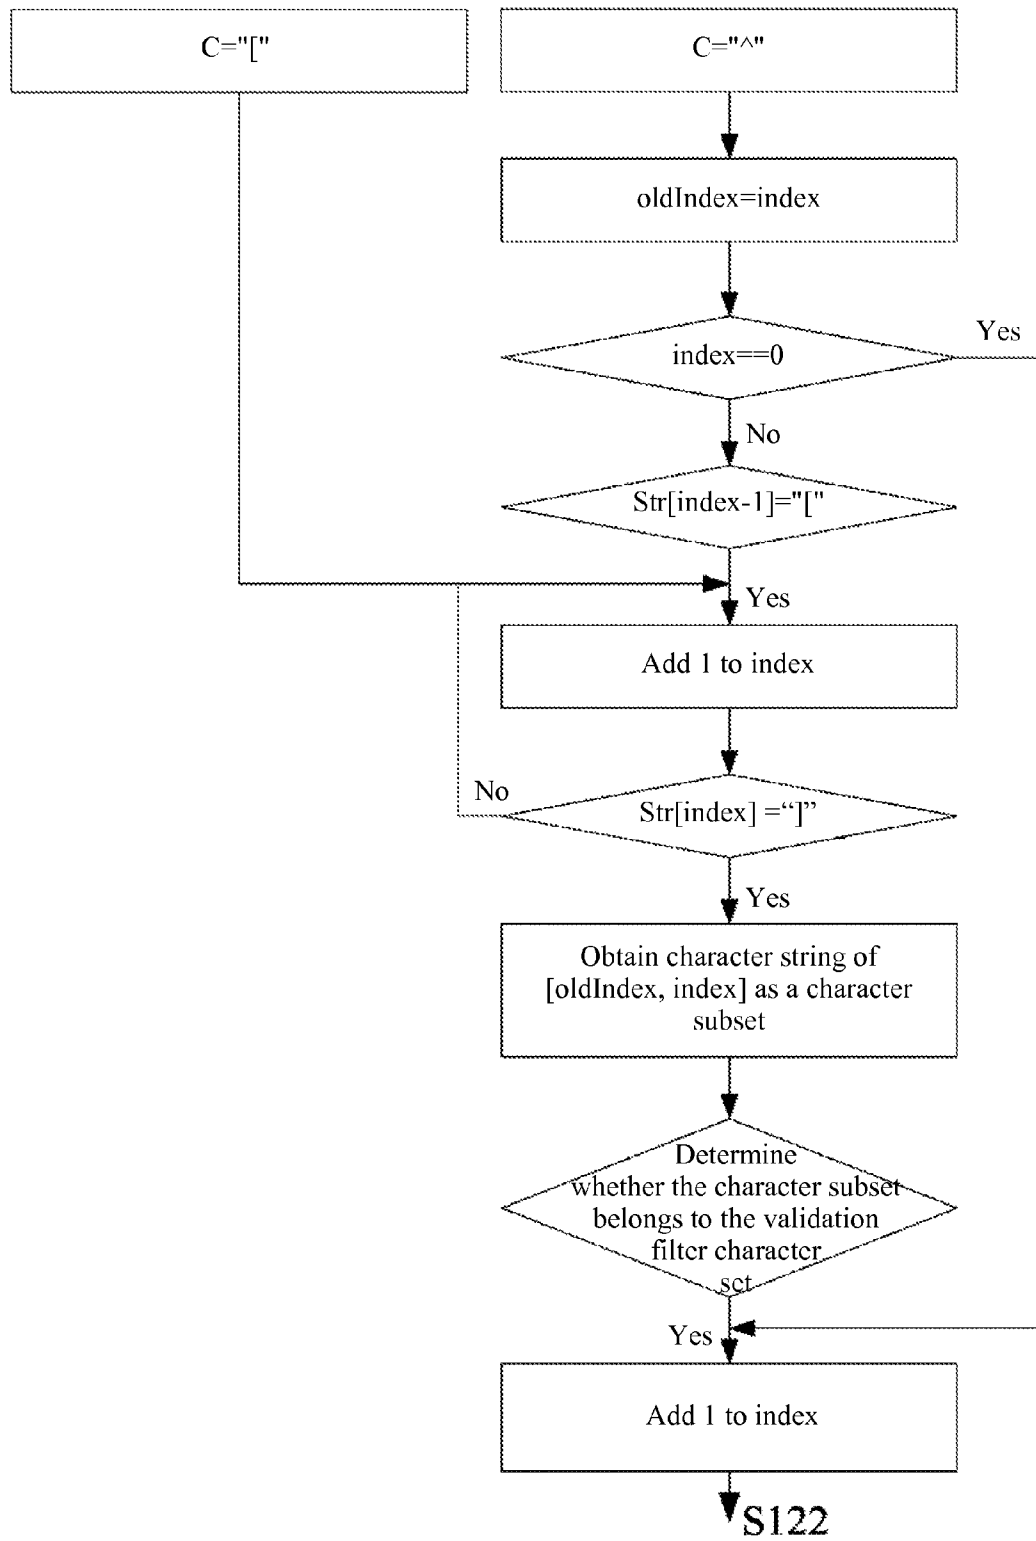 C="["
C="^"
oldIndex=index
index==0
Yes
No
Str[index-1]="["
Yes
Add 1 to index
No
Str[index] =“]”
Yes
Obtain character string of
[oldIndex, index] as a character
subset
Determine
whether the character subset
belongs to the validation
filter character
set
Yes
Add 1 to index
S122